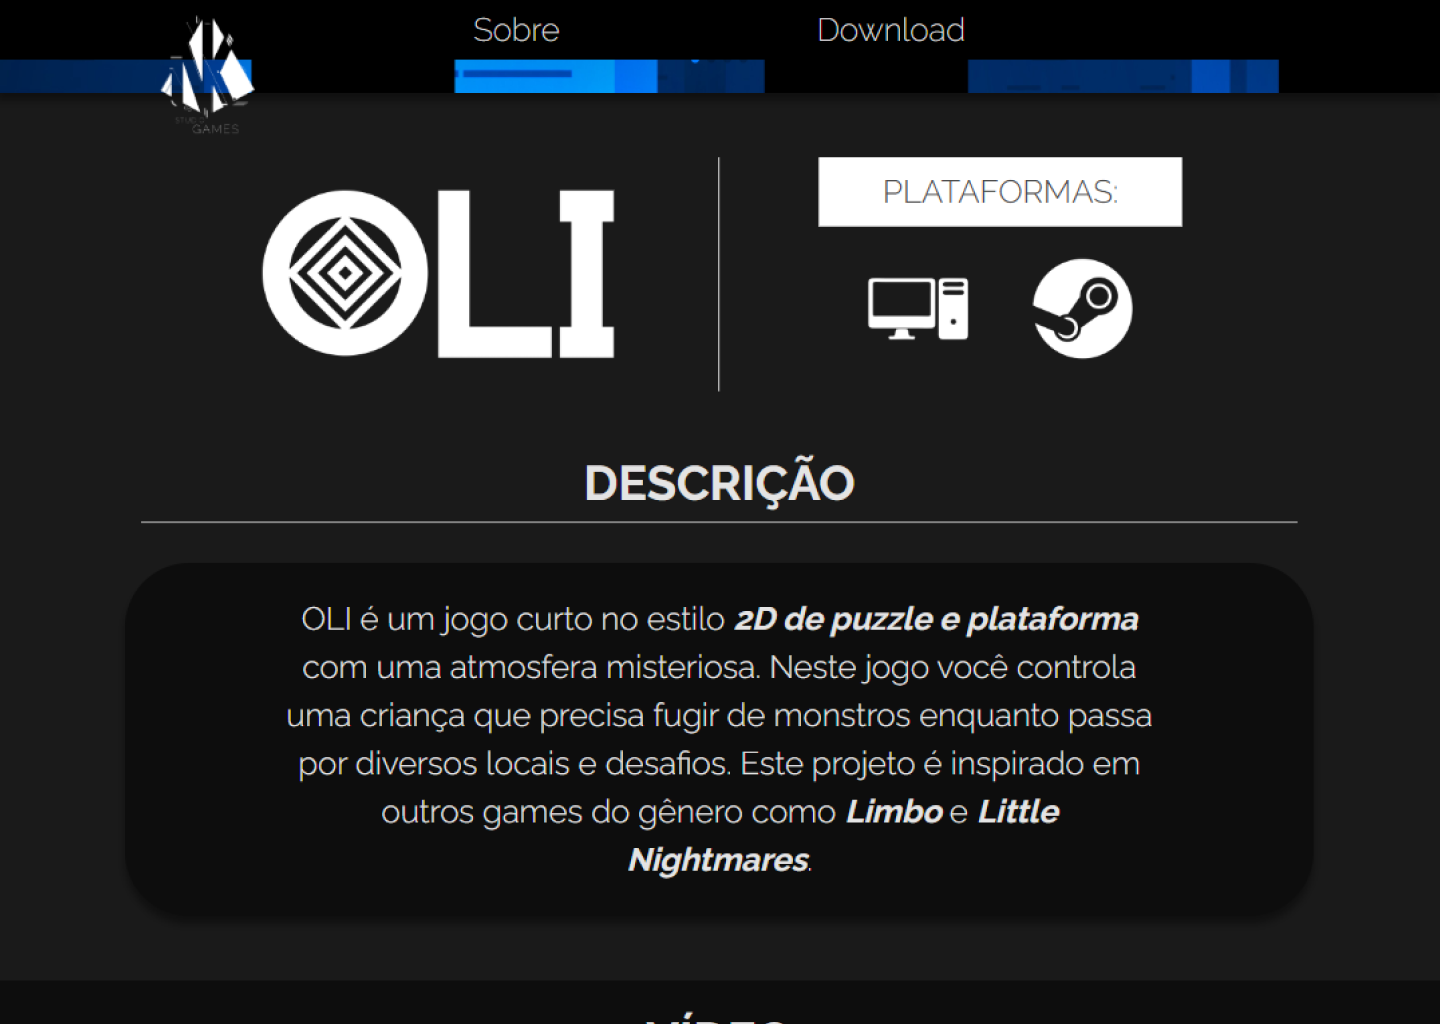 Sobre
Download
GAMES
OLI
PLATAFORMAS:
DESCRIÇÃO
OLI é um jogo curto no estilo 2D de puzzle e plataforma
com uma atmosfera misteriosa. Neste jogo você controla
uma criança que precisa fugir de monstros enquanto passa
por diversos locais e desafios. Este projeto é inspirado em
outros games do gênero como Limbo e Little
Nightmares.
VÍDEO